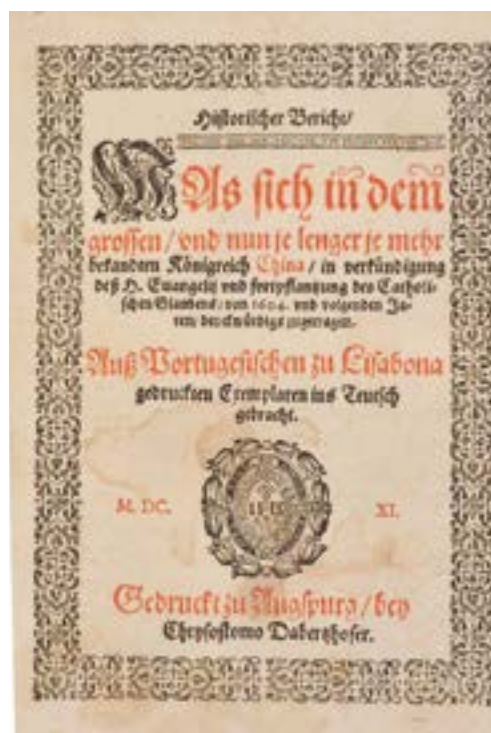 Historischer Bericht/
WAs sich in dem
grossen / vnd nun je lenger je mehr
bekandten Königreich China / in verkündigung
deß H. Euangelij vnd fortpflantzung des Catholi-
schen Glaubens / von 1604. vnd volgenden Ja-
ren / denckwürdigs zugetragen.
Auß Portugesischen zu Lisabona
gedruckten Exemplaren ins Teutsch
gebracht.
M. DC. XI.
Gedruckt zu Augspurg / bey
Chrysostomo Dabertzhofer.